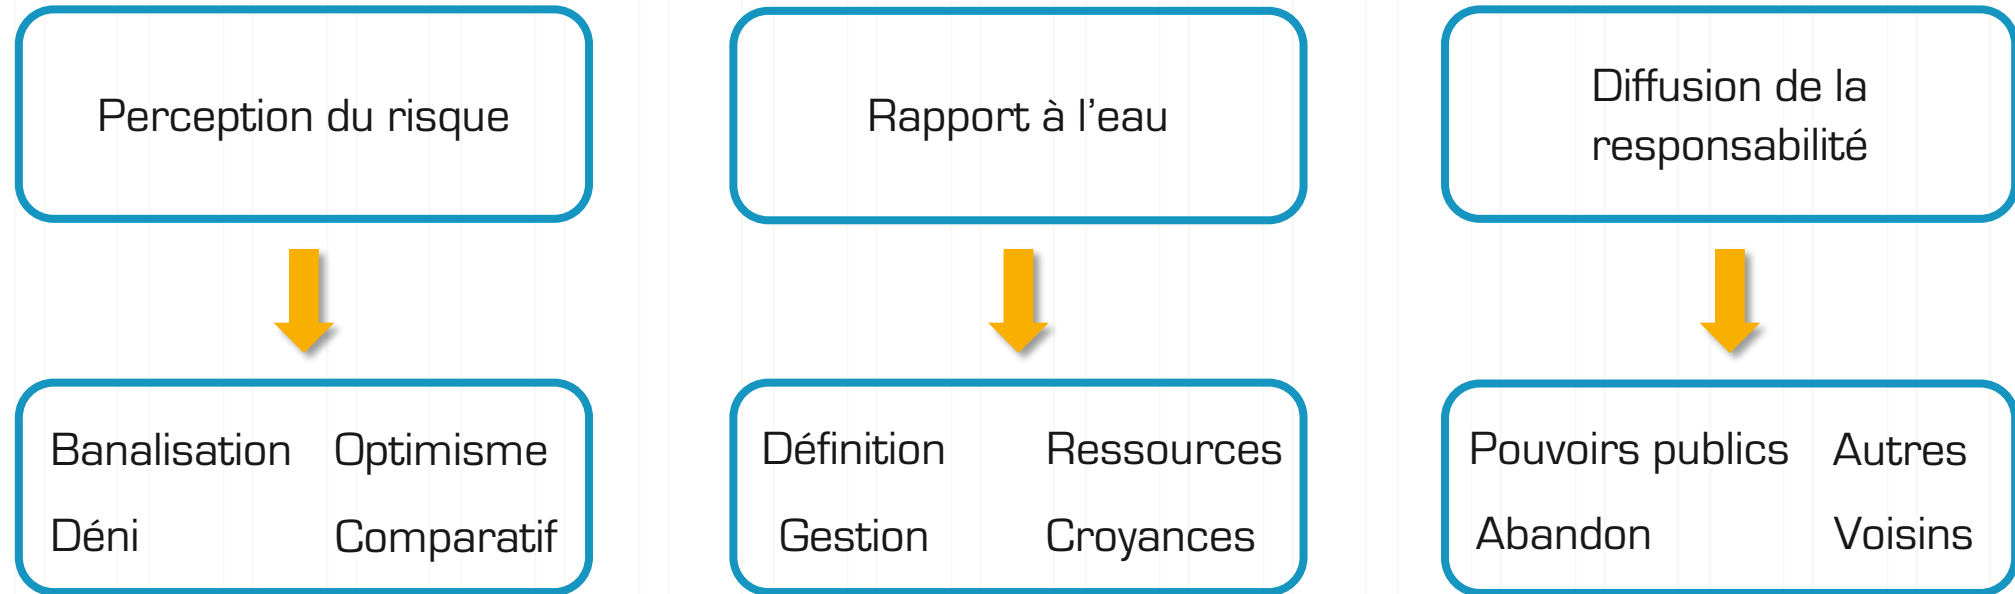 Perception du risque
Rapport à l'eau
Diffusion de la
responsabilité
Banalisation Optimisme
Déni Comparatif
Définition Ressources
Gestion Croyances
Pouvoirs publics Autres
Abandon Voisins